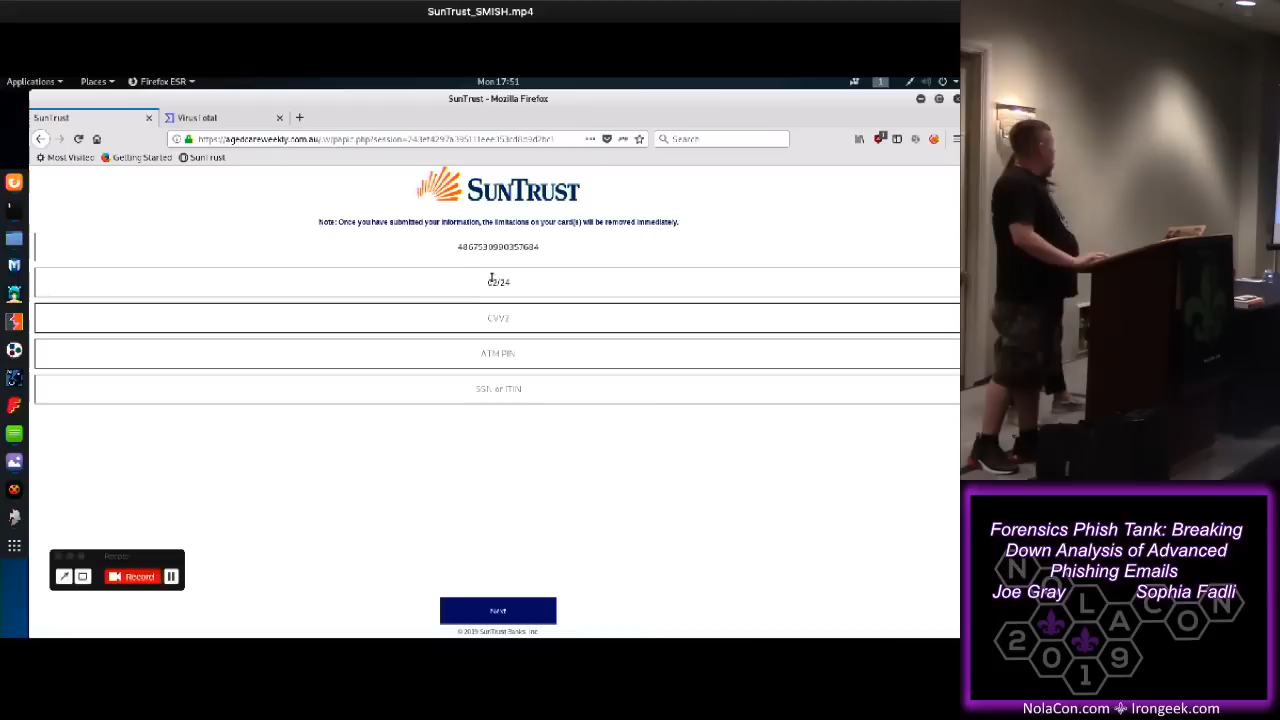 SunTrust_SMISH.mp4
Applications Places Firefox ESR Mon 17:51 1
SunTrust - Mozilla Firefox
SunTrust VirusTotal
Search
Most Visited Getting Started SunTrust
SUNTRUST
Note: Once you have submitted your information, the limitations on your card(s) will be removed immediately.
02/24
CVV2
ATM PIN
SSN or ITIN
Record
Next
© 2019 SunTrust Banks, Inc
Forensics Phish Tank: Breaking
Down Analysis of Advanced
Phishing Emails
Joe Gray Sophia Fadli
NOLACON
2019
NolaCon.com Irongeek.com